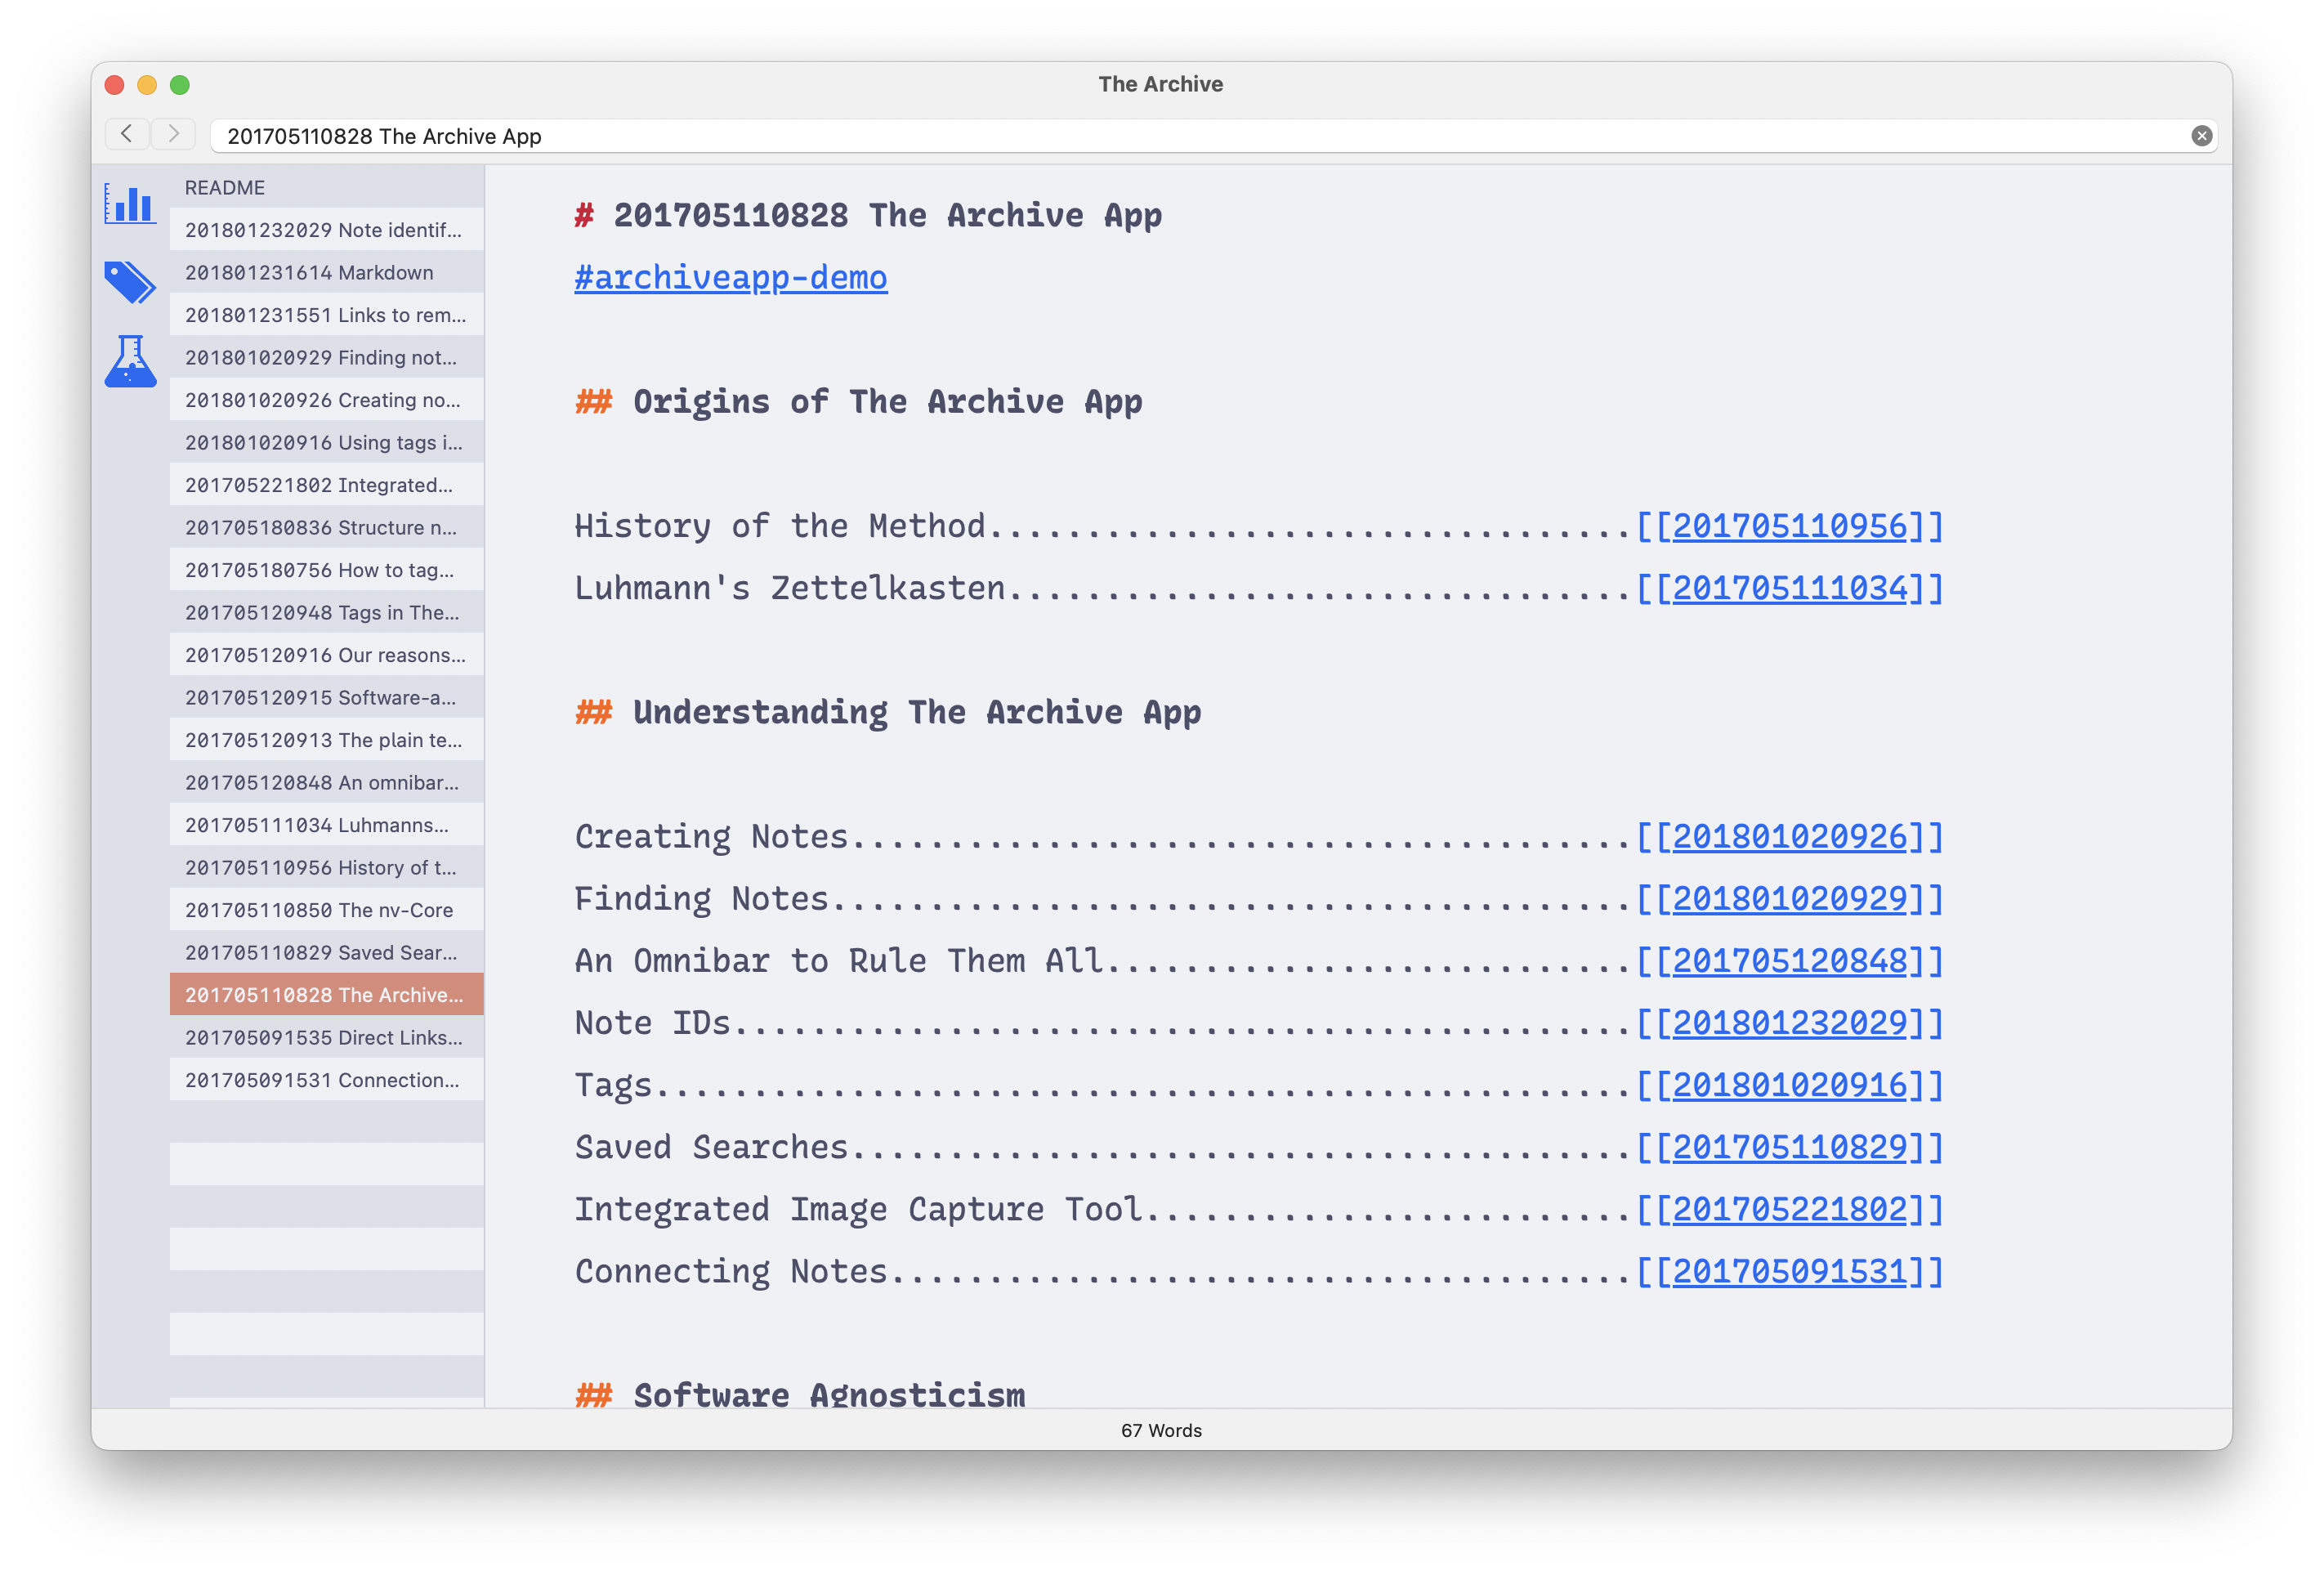 The Archive
201705110828 The Archive App
README
201801232029 Note identif...
201801231614 Markdown
201801231551 Links to rem...
201801020929 Finding not...
201801020926 Creating no...
201801020916 Using tags i...
201705221802 Integrated...
201705180836 Structure n...
201705180756 How to tag...
201705120948 Tags in The...
201705120916 Our reasons...
201705120915 Software-a...
201705120913 The plain te...
201705120848 An omnibar...
201705111034 Luhmanns...
201705110956 History of t...
201705110850 The nv-Core
201705110829 Saved Sear...
201705110828 The Archive...
201705091535 Direct Links...
201705091531 Connection...
# 201705110828 The Archive App
#archiveapp-demo
## Origins of The Archive App
History of the Method.................................[[201705110956]]
Luhmann's Zettelkasten................................[[201705111034]]
## Understanding The Archive App
Creating Notes........................................[[201801020926]]
Finding Notes.........................................[[201801020929]]
An Omnibar to Rule Them All...........................[[201705120848]]
Note IDs..............................................[[201801232029]]
Tags..................................................[[201801020916]]
Saved Searches........................................[[201705110829]]
Integrated Image Capture Tool.........................[[201705221802]]
Connecting Notes......................................[[201705091531]]
## Software Agnosticism
67 Words